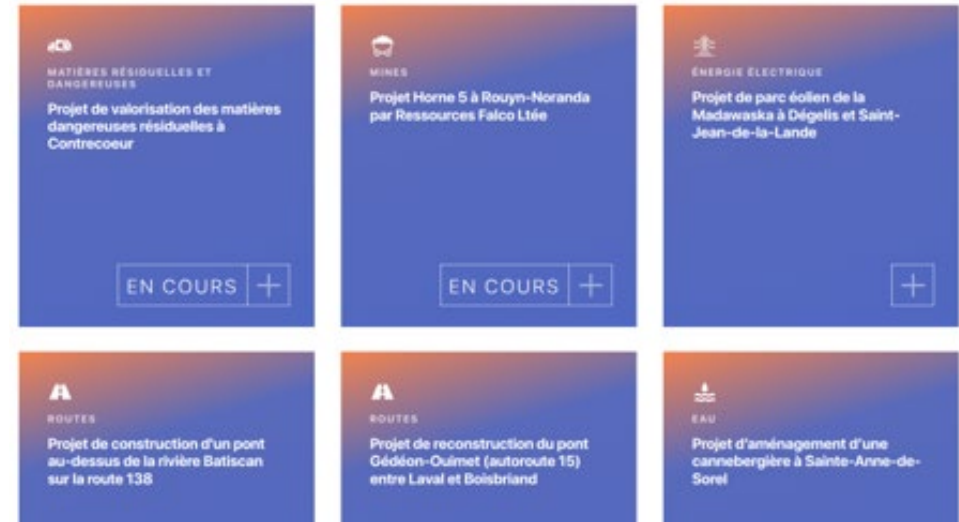 MATIÈRES RÉSIDUELLES ET
DANGEREUSES
Projet de valorisation des matières
dangereuses résiduelles à
Contrecoeur
EN COURS
MINES
Projet Horne 5 à Rouyn-Noranda
par Ressources Falco Ltée
EN COURS
ÉNERGIE ÉLECTRIQUE
Projet de parc éolien de la
Madawaska à Dégelis et Saint-
Jean-de-la-Lande
ROUTES
Projet de construction d'un pont
au-dessus de la rivière Batiscan
sur la route 138
ROUTES
Projet de reconstruction du pont
Gédéon-Ouimet (autoroute 15)
entre Laval et Boisbriand
EAU
Projet d'aménagement d'une
cannebergière à Sainte-Anne-de-
Sorel